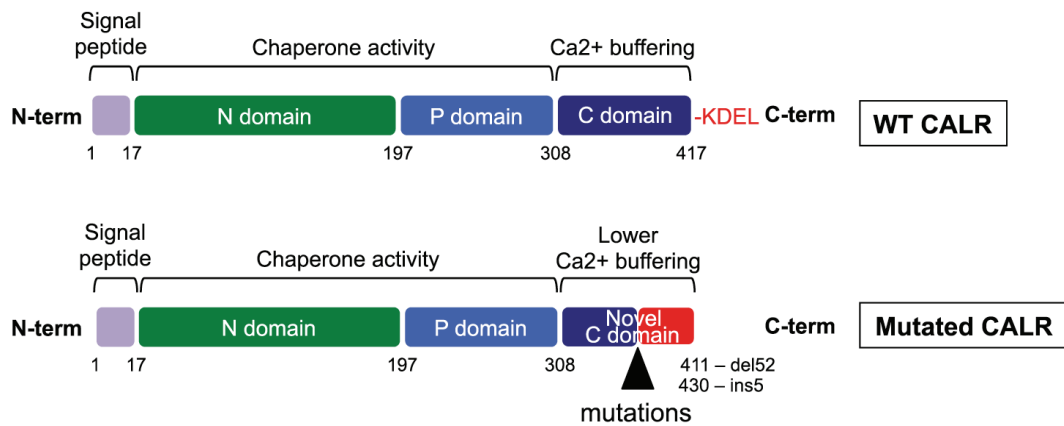 Signal
peptide
Chaperone activity
Ca2+ buffering
N-term
N domain
P domain
C domain
-KDEL
C-term
WT CALR
1
17
197
308
417
Signal
peptide
Chaperone activity
Lower
Ca2+ buffering
N-term
N domain
P domain
Novel
C domain
C-term
Mutated CALR
1
17
197
308
411 – del52
430 – ins5
mutations